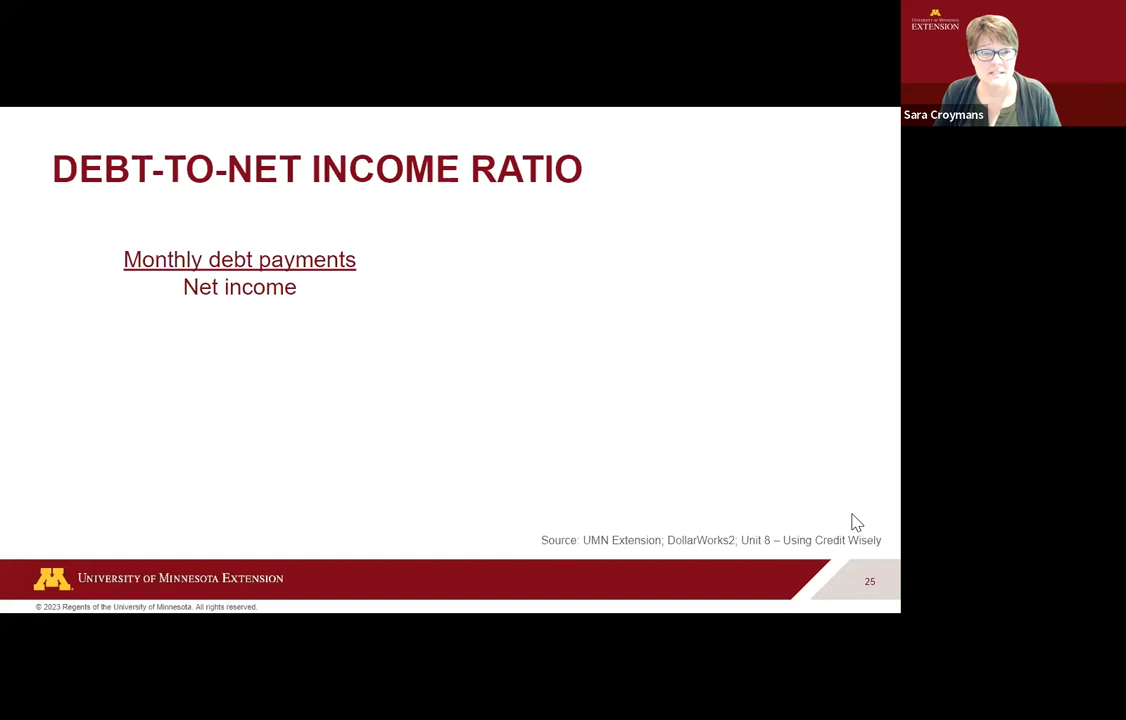 UNIVERSITY OF MINNESOTA
EXTENSION
Sara Croymans
DEBT-TO-NET INCOME RATIO
Monthly debt payments
Net income
Source: UMN Extension; DollarWorks2; Unit 8 – Using Credit Wisely
UNIVERSITY OF MINNESOTA EXTENSION
25
© 2023 Regents of the University of Minnesota. All rights reserved.